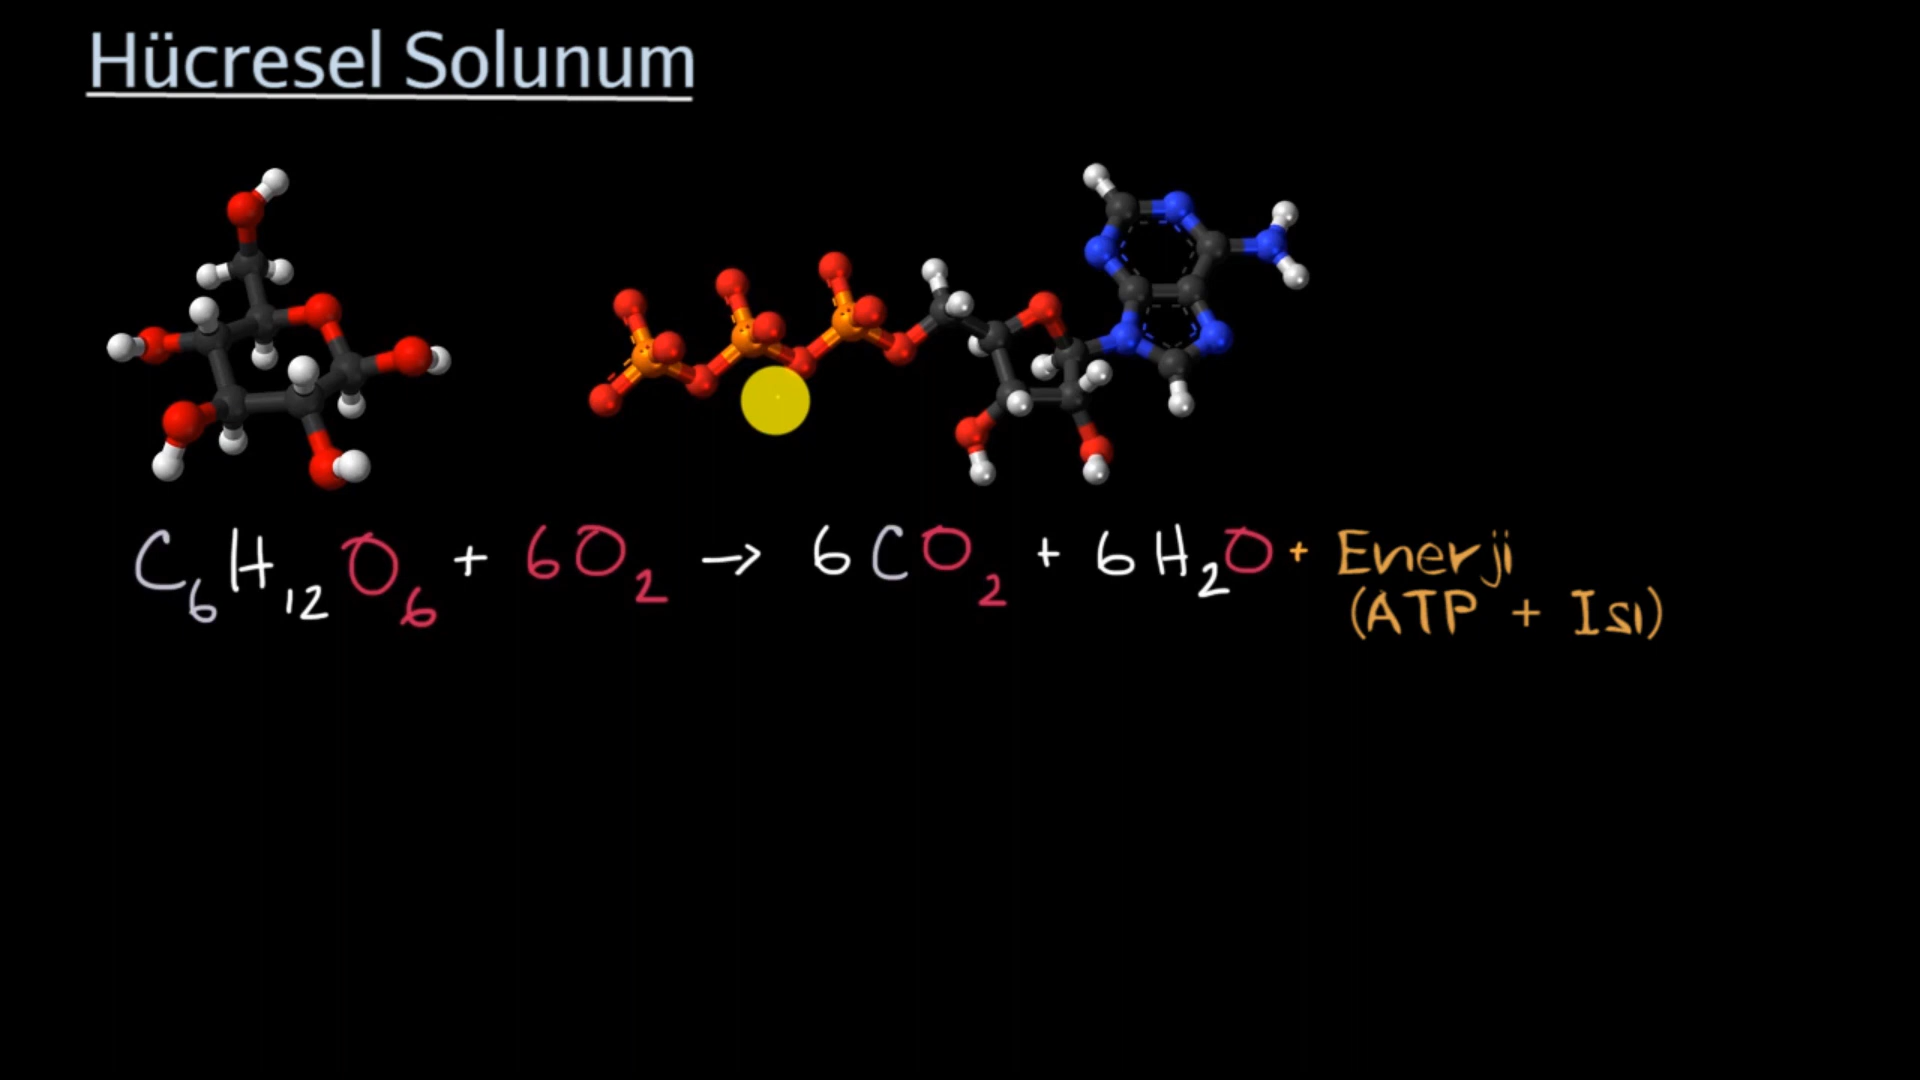 Hücresel Solunum
C₆H₁₂O₆ + 6O₂ → 6CO₂ + 6H₂O + Enerji
(ATP + Isı)